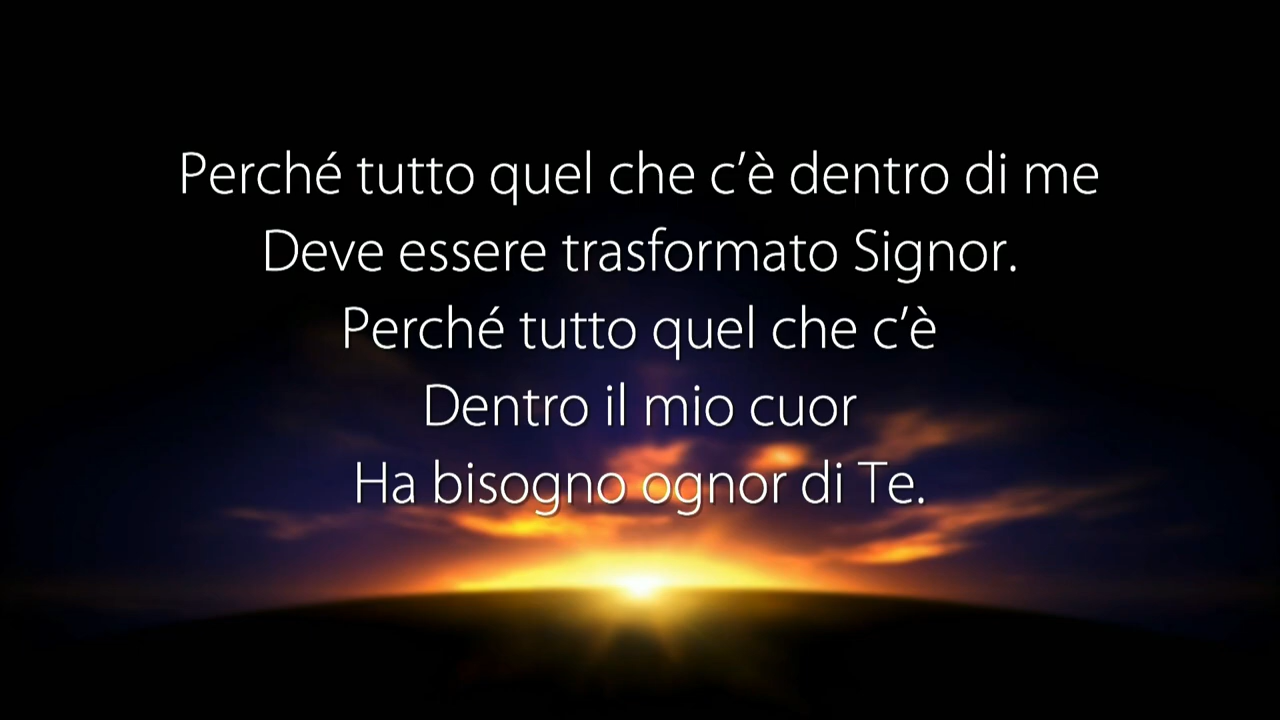 Perché tutto quel che c’è dentro di me
Deve essere trasformato Signor.
Perché tutto quel che c’è
Dentro il mio cuor
Ha bisogno ognor di Te.